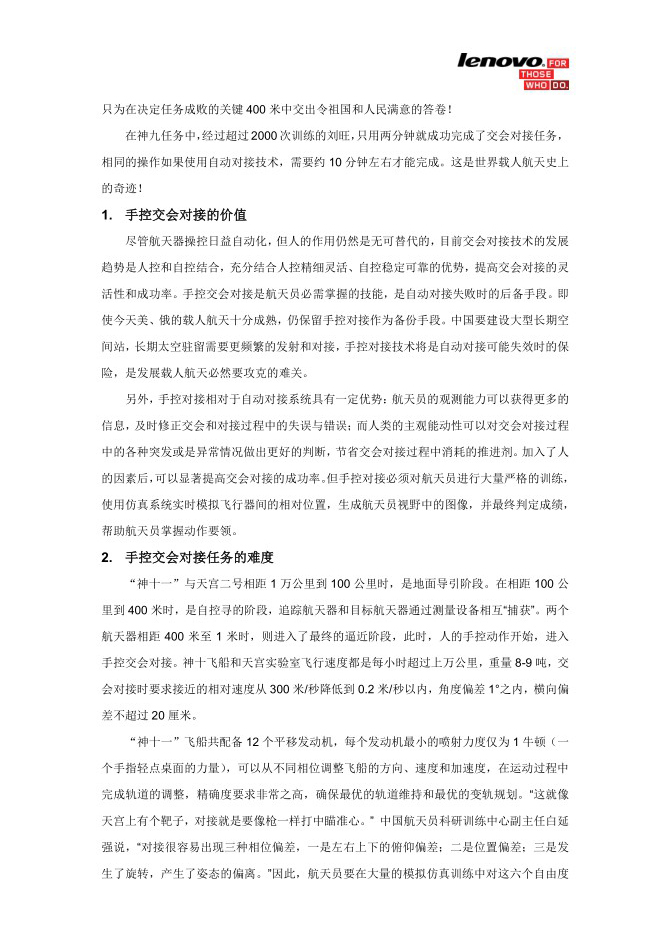 lenovo. FOR
THOSE
WHO DO.
只为在决定任务成败的关键 400 米中交出令祖国和人民满意的答卷！
在神九任务中，经过超过 2000 次训练的刘旺，只用两分钟就成功完成了交会对接任务，
相同的操作如果使用自动对接技术，需要约 10 分钟左右才能完成。这是世界载人航天史上
的奇迹！
1. 手控交会对接的价值
尽管航天器操控日益自动化，但人的作用仍然是无可替代的，目前交会对接技术的发展
趋势是人控和自控结合，充分结合人控精细灵活、自控稳定可靠的优势，提高交会对接的灵
活性和成功率。手控交会对接是航天员必需掌握的技能，是自动对接失败时的后备手段。即
使今天美、俄的载人航天十分成熟，仍保留手控对接作为备份手段。中国要建设大型长期空
间站，长期太空驻留需要更频繁的发射和对接，手控对接技术将是自动对接可能失效时的保
险，是发展载人航天必然要攻克的难关。
另外，手控对接相对于自动对接系统具有一定优势：航天员的观测能力可以获得更多的
信息，及时修正交会和对接过程中的失误与错误；而人类的主观能动性可以对交会对接过程
中的各种突发或是异常情况做出更好的判断，节省交会对接过程中消耗的推进剂。加入了人
的因素后，可以显著提高交会对接的成功率。但手控对接必须对航天员进行大量严格的训练，
使用仿真系统实时模拟飞行器间的相对位置，生成航天员视野中的图像，并最终判定成绩，
帮助航天员掌握动作要领。
2. 手控交会对接任务的难度
“神十一”与天宫二号相距 1 万公里到 100 公里时，是地面导引阶段。在相距 100 公
里到 400 米时，是自控寻的阶段，追踪航天器和目标航天器通过测量设备相互“捕获”。两个
航天器相距 400 米至 1 米时，则进入了最终的逼近阶段，此时，人的手控动作开始，进入
手控交会对接。神十飞船和天宫实验室飞行速度都是每小时超过上万公里，重量 8-9 吨，交
会对接时要求接近的相对速度从 300 米/秒降低到 0.2 米/秒以内，角度偏差 1°之内，横向偏
差不超过 20 厘米。
“神十一”飞船共配备 12 个平移发动机，每个发动机最小的喷射力度仅为 1 牛顿（一
个手指轻点桌面的力量），可以从不同相位调整飞船的方向、速度和加速度，在运动过程中
完成轨道的调整，精确度要求非常之高，确保最优的轨道维持和最优的变轨规划。“这就像
天宫上有个靶子，对接就是要像枪一样打中瞄准心。” 中国航天员科研训练中心副主任白延
强说，“对接很容易出现三种相位偏差，一是左右上下的俯仰偏差；二是位置偏差；三是发
生了旋转，产生了姿态的偏离。”因此，航天员要在大量的模拟仿真训练中对这六个自由度